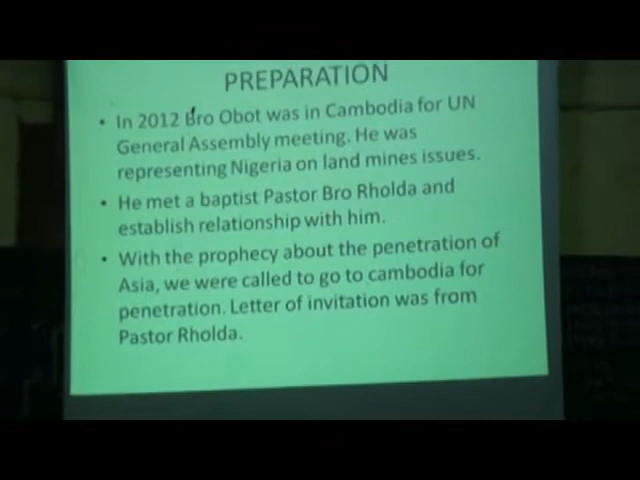 PREPARATION
• In 2012 Bro Obot was in Cambodia for UN
General Assembly meeting. He was
representing Nigeria on land mines issues.
• He met a baptist Pastor Bro Rholda and
establish relationship with him.
• With the prophecy about the penetration of
Asia, we were called to go to cambodia for
penetration. Letter of invitation was from
Pastor Rholda.